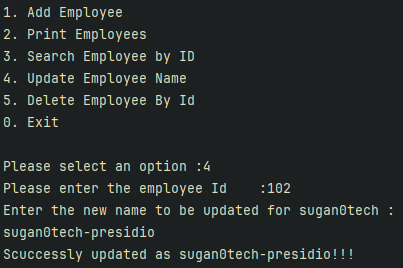 1. Add Employee
2. Print Employees
3. Search Employee by ID
4. Update Employee Name
5. Delete Employee By Id
0. Exit
Please select an option :4
Please enter the employee Id    :102
Enter the new name to be updated for sugan0tech :
sugan0tech-presidio
Scuccessly updated as sugan0tech-presidio!!!